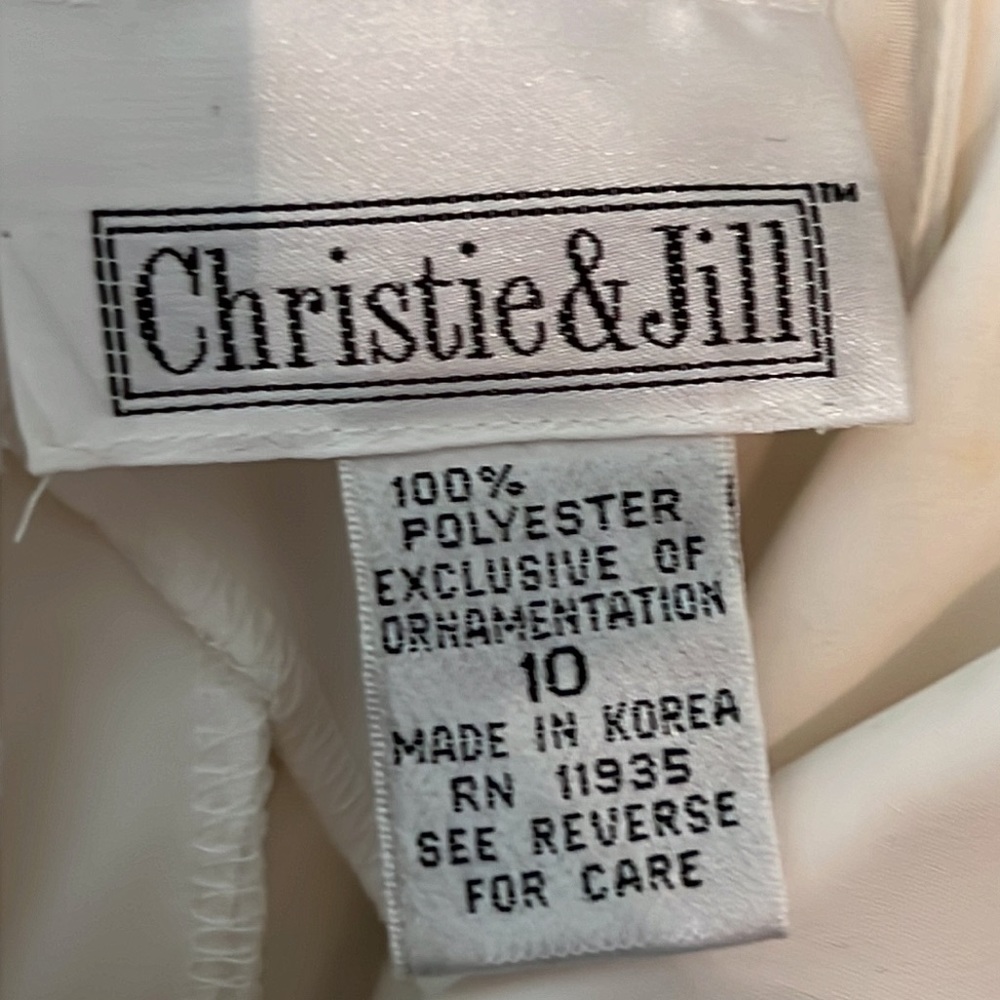 Christie&Jill™
100%
POLYESTER
EXCLUSIVE OF
ORNAMENTATION
10
MADE IN KOREA
RN 11935
SEE REVERSE
FOR CARE